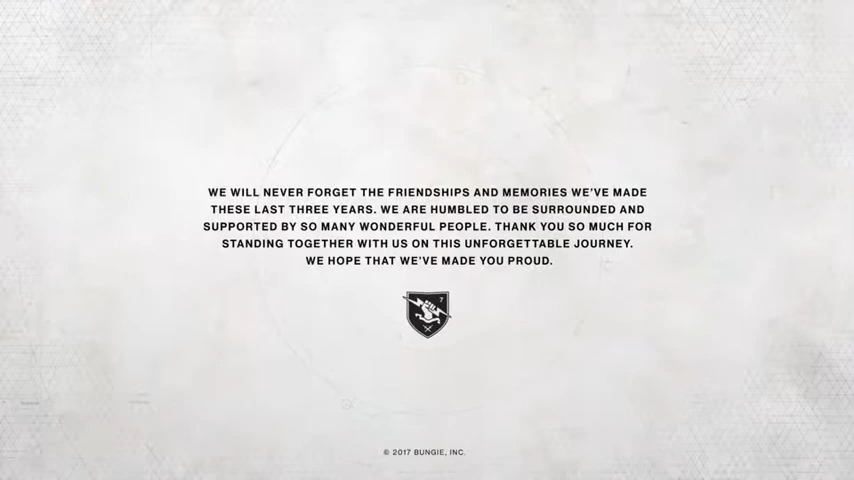 WE WILL NEVER FORGET THE FRIENDSHIPS AND MEMORIES WE'VE MADE
THESE LAST THREE YEARS. WE ARE HUMBLED TO BE SURROUNDED AND
SUPPORTED BY SO MANY WONDERFUL PEOPLE. THANK YOU SO MUCH FOR
STANDING TOGETHER WITH US ON THIS UNFORGETTABLE JOURNEY.
WE HOPE THAT WE'VE MADE YOU PROUD.
7
© 2017 BUNGIE, INC.